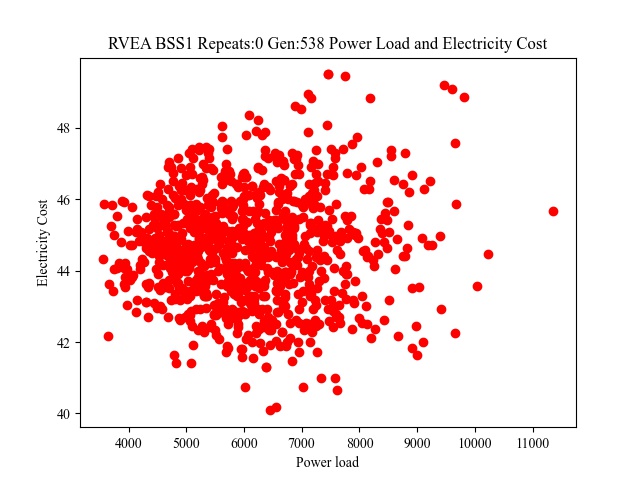 RVEA BSS1 Repeats:0 Gen:538 Power Load and Electricity Cost
Electricity Cost
48
46
44
42
40
4000 5000 6000 7000 8000 9000 10000 11000
Power load